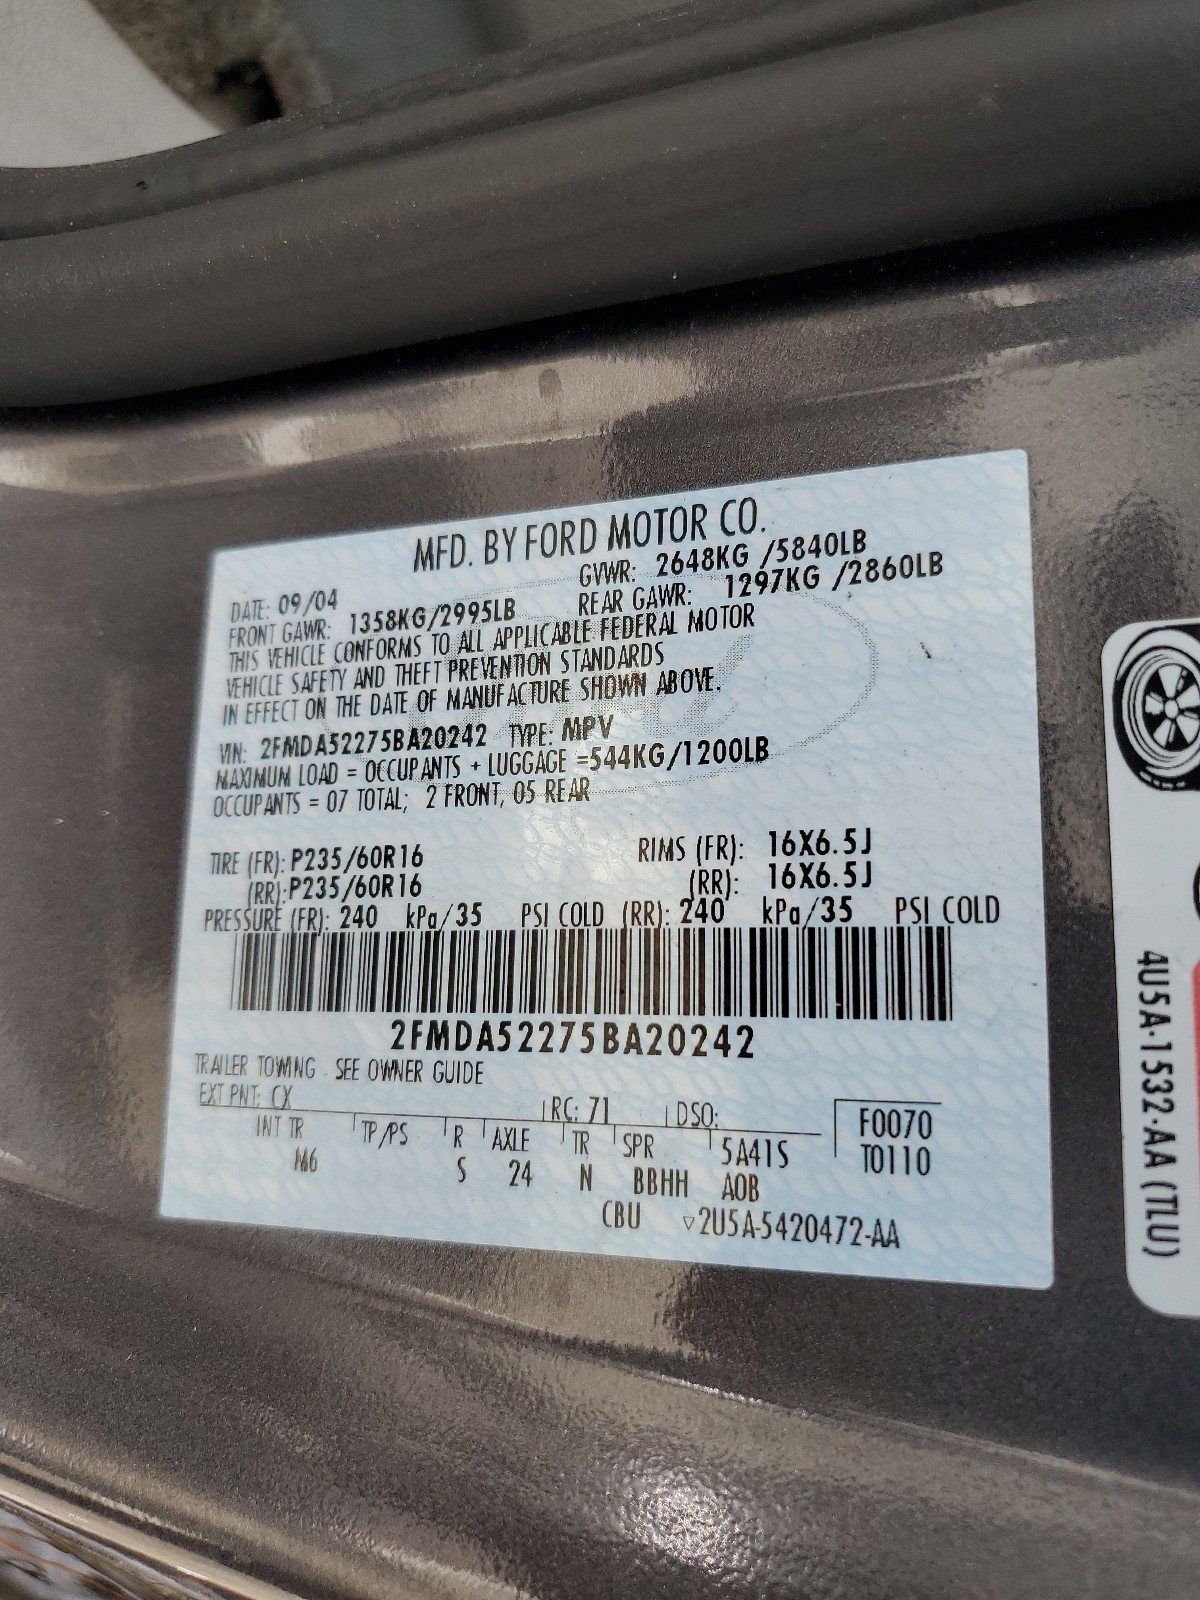 MFD. BY FORD MOTOR CO.
DATE: 09/04 GVWR: 2648KG /5840LB
FRONT GAWR: 1358KG/2995LB REAR GAWR: 1297KG /2860LB
THIS VEHICLE CONFORMS TO ALL APPLICABLE FEDERAL MOTOR
VEHICLE SAFETY AND THEFT PREVENTION STANDARDS
IN EFFECT ON THE DATE OF MANUFACTURE SHOWN ABOVE.
VIN: 2FMDA52275BA20242 TYPE: MPV
MAXIMUM LOAD = OCCUPANTS + LUGGAGE =544KG/1200LB
OCCUPANTS = 07 TOTAL; 2 FRONT, 05 REAR
TIRE (FR): P235/60R16 RIMS (FR): 16X6.5J
(RR): P235/60R16 (RR): 16X6.5J
PRESSURE (FR): 240 kPa/35 PSI COLD (RR): 240 kPa/35 PSI COLD
2FMDA52275BA20242
TRAILER TOWING - SEE OWNER GUIDE
EXT PNT: CX RC: 71 DSO: F0070
INT TR TP/PS R AXLE TR SPR 5A41S T0110
M6 S 24 N BBHH AOB
CBU ▽2U5A-5420472-AA
4U5A-1532-AA (TLU)